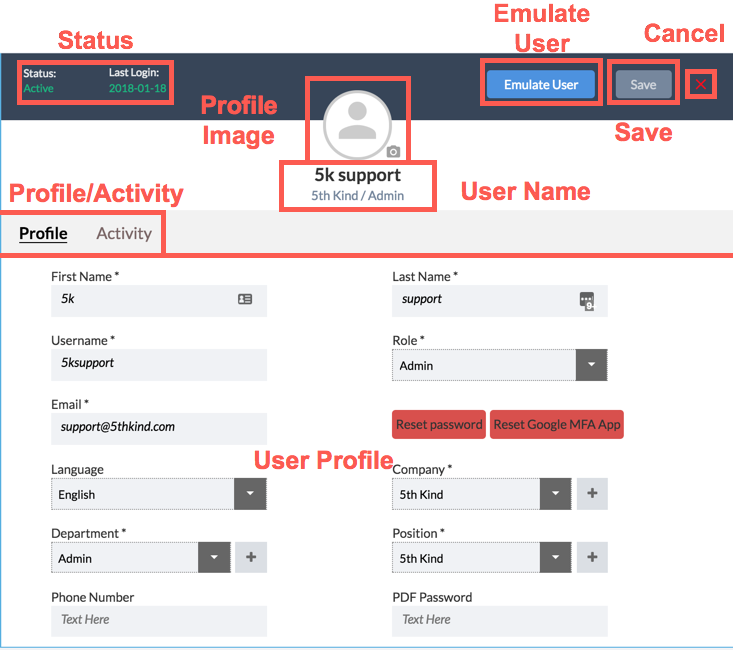 Emulate
User
Cancel
Status
Status:
Active
Last Login:
2018-01-18
Emulate User
Save
Save
Profile
Image
5k support
5th Kind / Admin
User Name
Profile/Activity
Profile
Activity
First Name *
5k
Last Name *
support
Username *
5ksupport
Role *
Admin
Email *
support@5thkind.com
Reset password
Reset Google MFA App
User Profile
Language
English
Company *
5th Kind
Department *
Admin
Position *
5th Kind
Phone Number
Text Here
PDF Password
Text Here